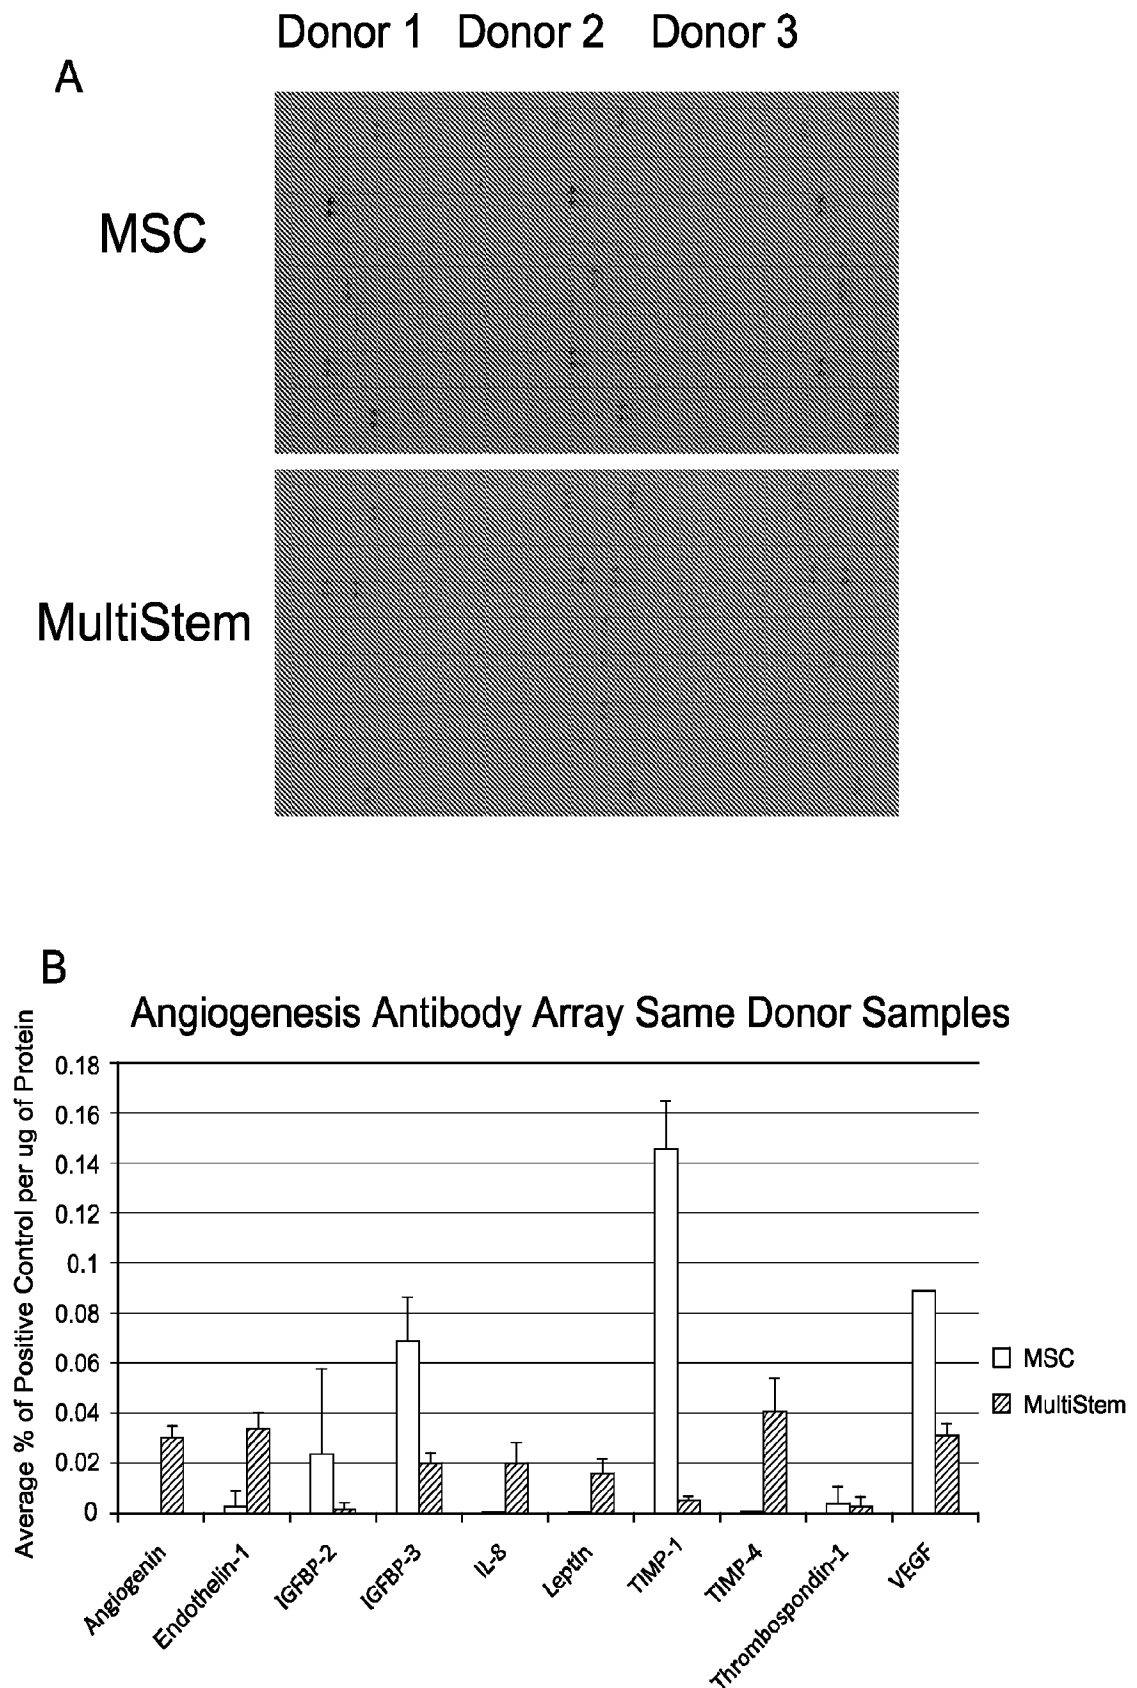 Donor 1 Donor 2 Donor 3
A
MSC
MultiStem
B
Angiogenesis Antibody Array Same Donor Samples
Average % of Positive Control per ug of Protein
0.18
0.16
0.14
0.12
0.1
0.08
0.06
0.04
0.02
0
MSC
MultiStem
Angiogenin
Endothelin-1
IGFBP-2
IGFBP-3
IL-8
Leptin
TIMP-1
TIMP-4
Thrombospondin-1
VEGF